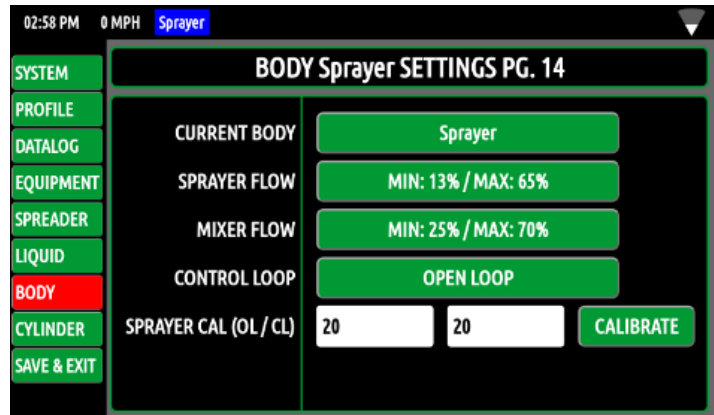 02:58 PM 0 MPH Sprayer
BODY Sprayer SETTINGS PG. 14
SYSTEM
PROFILE
DATALOG
EQUIPMENT
SPREADER
LIQUID
BODY
CYLINDER
SAVE & EXIT
CURRENT BODY Sprayer
SPRAYER FLOW MIN: 13% / MAX: 65%
MIXER FLOW MIN: 25% / MAX: 70%
CONTROL LOOP OPEN LOOP
SPRAYER CAL (OL / CL) 20 20 CALIBRATE